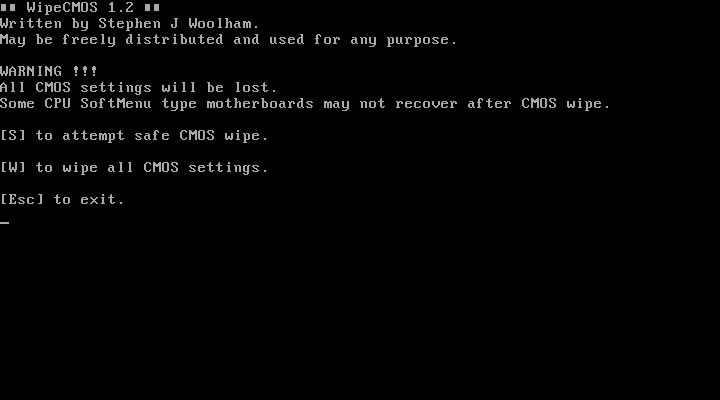 ■■ WipeCMOS 1.2 ■■
Written by Stephen J Woolham.
May be freely distributed and used for any purpose.
WARNING !!!
All CMOS settings will be lost.
Some CPU SoftMenu type motherboards may not recover after CMOS wipe.
[S] to attempt safe CMOS wipe.
[W] to wipe all CMOS settings.
[Esc] to exit.
_